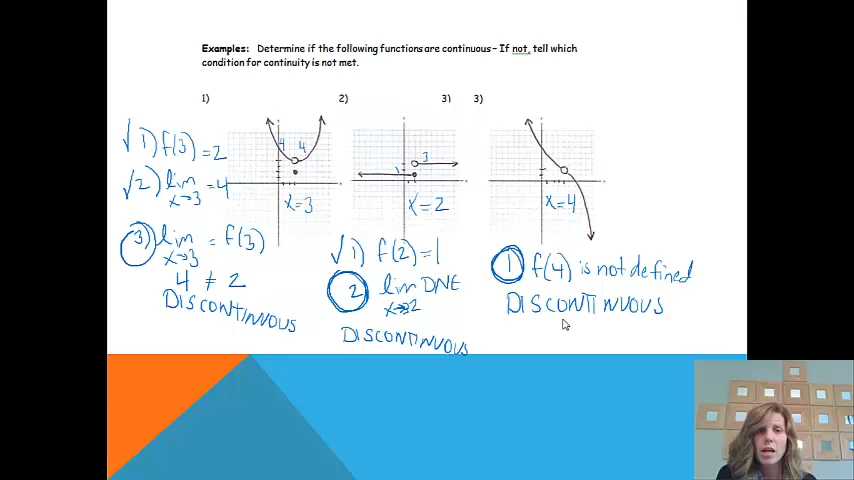 Examples: Determine if the following functions are continuous – If not, tell which
condition for continuity is not met.
1) 2) 3) 3)
4 4
1 3
x=3
x=2
x=4
√1) f(3)=2
√2) lim x→3 =4
3) lim x→3 = f(3)
4 ≠ 2
DISCONTINUOUS
√1) f(2)=1
2 lim x→2 DNE
DISCONTINUOUS
1 f(4) is not defined
DISCONTINUOUS